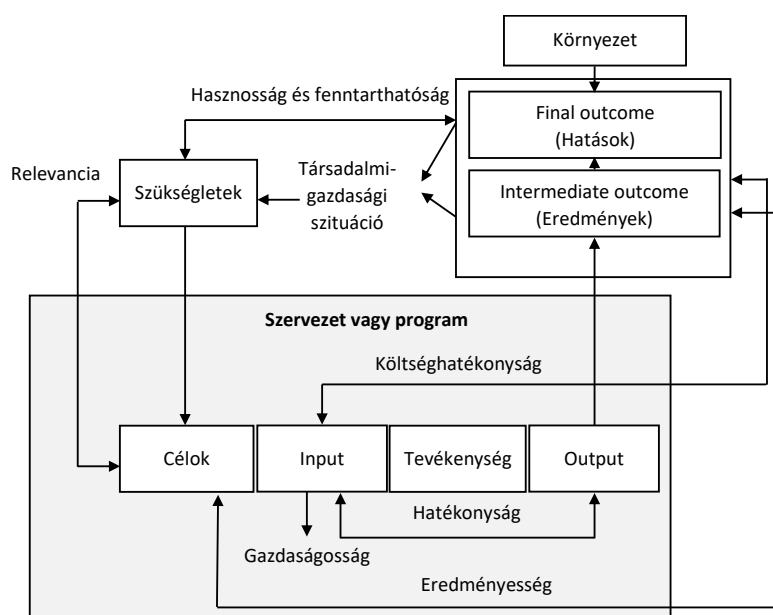 Környezet
Hasznosság és fenntarthatóság
Final outcome
(Hatások)
Relevancia
Szükségletek
Társadalmi-
gazdasági
szituáció
Intermediate outcome
(Eredmények)
Szervezet vagy program
Költséghatékonyság
Célok
Input
Tevékenység
Output
Hatékonyság
Gazdaságosság
Eredményesség